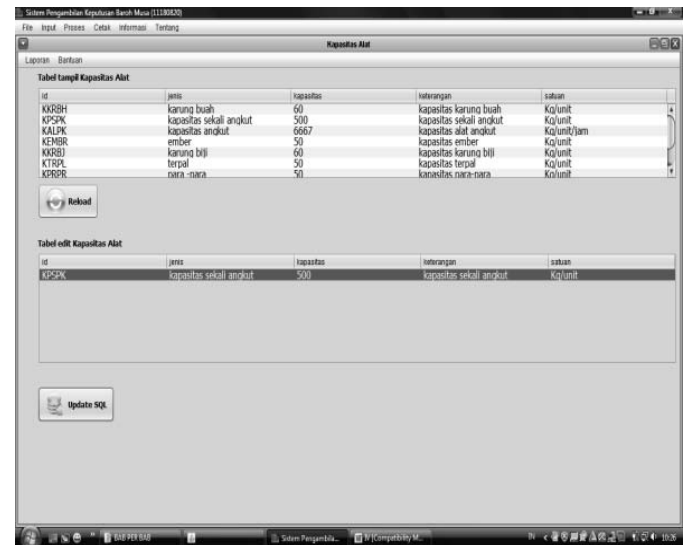 Sistem Pengambilan Keputusan Baroh Musa (11180820)
File Input Proses Cetak Informasi Tentang
Kapasitas Alat
Laporan Bantuan
Tabel tampil Kapasitas Alat
id jenis kapasitas keterangan satuan
KKRBH karung buah 60 kapasitas karung buah Kg/unit
KPSPK kapasitas sekali angkut 500 kapasitas sekali angkut Kg/unit
KALPK kapasitas angkut 6667 kapasitas alat angkut Kg/unit/jam
KEMBR ember 50 kapasitas ember Kg/unit
KKRBJ karung biji 60 kapasitas karung biji Kg/unit
KTRPL terpal 50 kapasitas terpal Kg/unit
KPRPR para -para 50 kapasitas para-para Kg/unit
Reload
Tabel edit Kapasitas Alat
id jenis kapasitas keterangan satuan
KPSPK kapasitas sekali angkut 500 kapasitas sekali angkut Kg/unit
Update SQL
BAB PER BAB Sistem Pengambila... IV [Compatibility M... IN 10:26